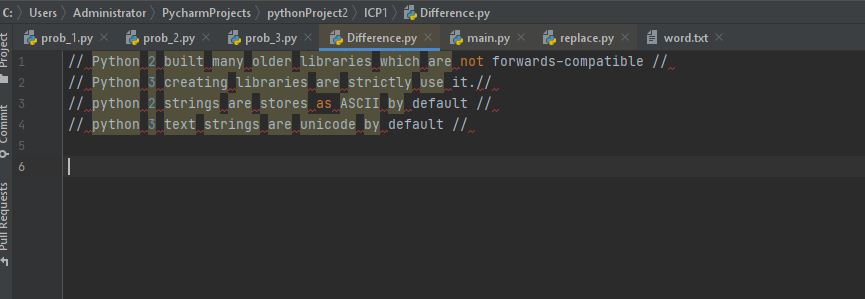 C: > Users > Administrator > PycharmProjects > pythonProject2 > ICP1 > Difference.py
prob_1.py × prob_2.py × prob_3.py × Difference.py × main.py × replace.py × word.txt ×
Project
Commit
Pull Requests
1 // Python 2 built many older libraries which are not forwards-compatible //
2 // Python 3 creating libraries are strictly use it.//
3 // python 2 strings are stores as ASCII by default //
4 // python 3 text strings are unicode by default //
5
6